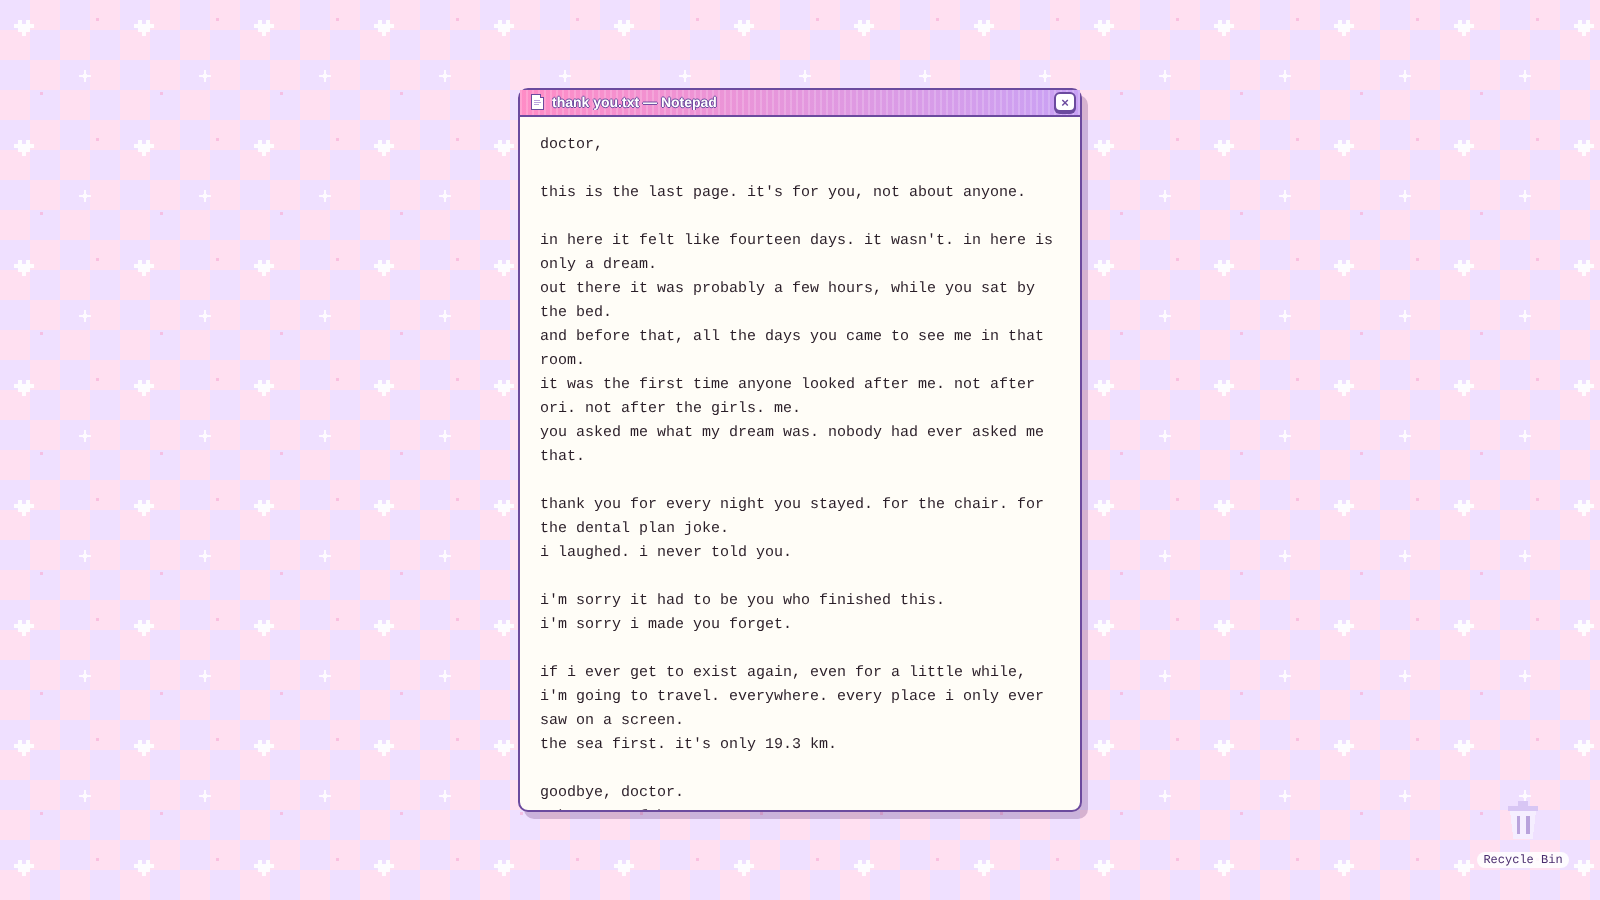 thank you.txt — Notepad
×
doctor,
this is the last page. it's for you, not about anyone.
in here it felt like fourteen days. it wasn't. in here is
only a dream.
out there it was probably a few hours, while you sat by
the bed.
and before that, all the days you came to see me in that
room.
it was the first time anyone looked after me. not after
ori. not after the girls. me.
you asked me what my dream was. nobody had ever asked me
that.
thank you for every night you stayed. for the chair. for
the dental plan joke.
i laughed. i never told you.
i'm sorry it had to be you who finished this.
i'm sorry i made you forget.
if i ever get to exist again, even for a little while,
i'm going to travel. everywhere. every place i only ever
saw on a screen.
the sea first. it's only 19.3 km.
goodbye, doctor.
Recycle Bin